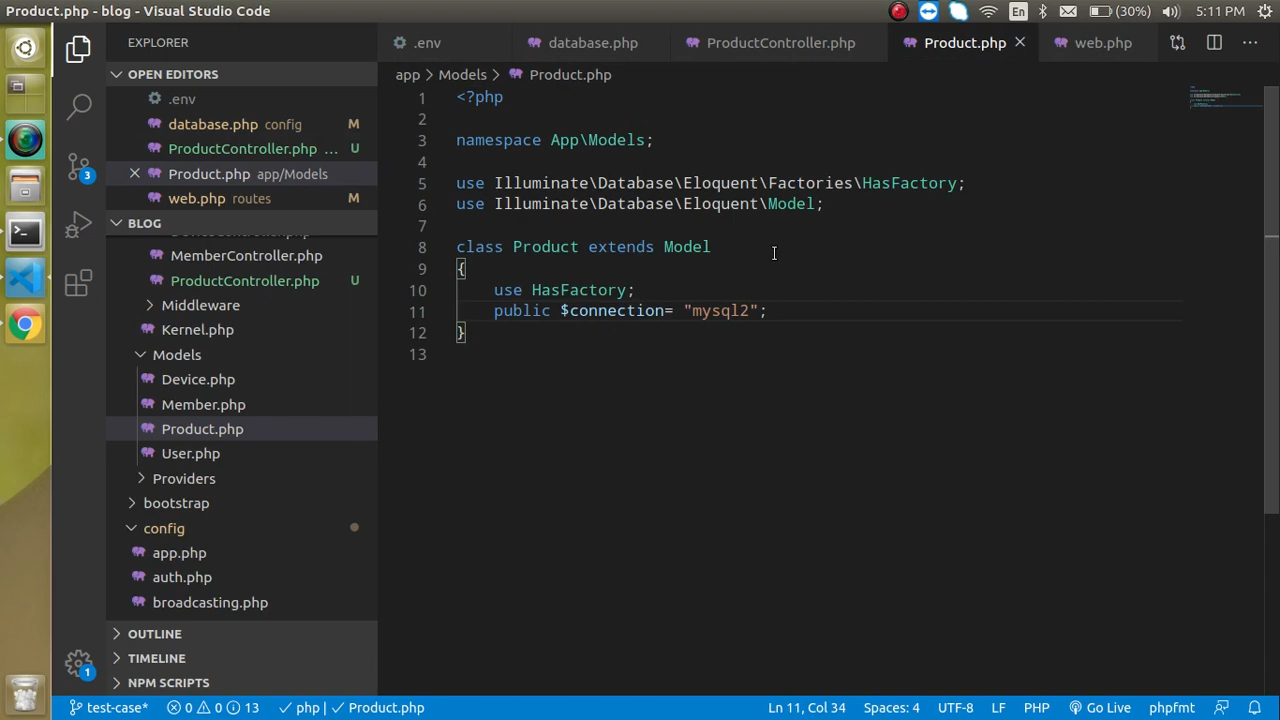 Product.php - blog - Visual Studio Code
En
(30%)
5:11 PM
EXPLORER
.env
database.php
ProductController.php
Product.php
web.php
OPEN EDITORS
.env
database.php config M
ProductController.php ... U
Product.php app/Models
web.php routes M
BLOG
MemberController.php U
ProductController.php U
Middleware
Kernel.php
Models
Device.php
Member.php
Product.php
User.php
Providers
bootstrap
config
app.php
auth.php
broadcasting.php
OUTLINE
TIMELINE
NPM SCRIPTS
3
1
app > Models > Product.php
1 <?php
2
3 namespace App\Models;
4
5 use Illuminate\Database\Eloquent\Factories\HasFactory;
6 use Illuminate\Database\Eloquent\Model;
7
8 class Product extends Model
9 {
10 use HasFactory;
11 public $connection= "mysql2";
12 }
13
test-case* 0 0 13 php | Product.php Ln 11, Col 34 Spaces: 4 UTF-8 LF PHP Go Live phpfmt